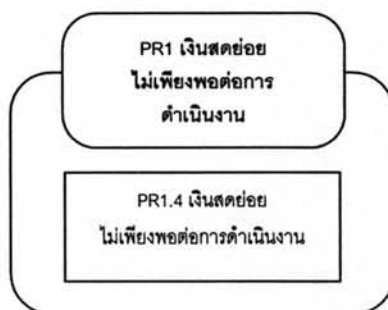 PR1 เงินสดย่อย
ไม่เพียงพอต่อการ
ดำเนินงาน
PR1.4 เงินสดย่อย
ไม่เพียงพอต่อการดำเนินงาน